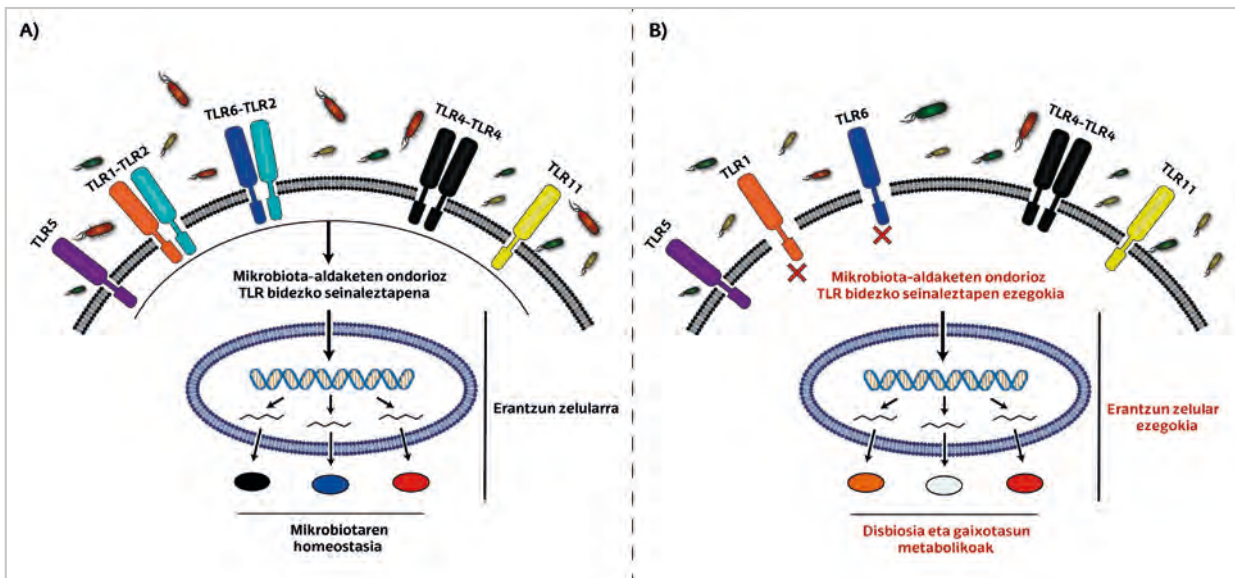 A)
TLR5
TLR1-TLR2
TLR6-TLR2
TLR4-TLR4
TLR11
Mikrobiota-aldaketen ondorioz
TLR bidezko seinaleztapena
Erantzun zelularra
Mikrobiotaren
homeostasia
B)
TLR5
TLR1
TLR6
TLR4-TLR4
TLR11
Mikrobiota-aldaketen ondorioz
TLR bidezko seinaleztapen ezegokia
Erantzun zelular
ezegokia
Disbiosia eta gaixotasun
metabolikoak